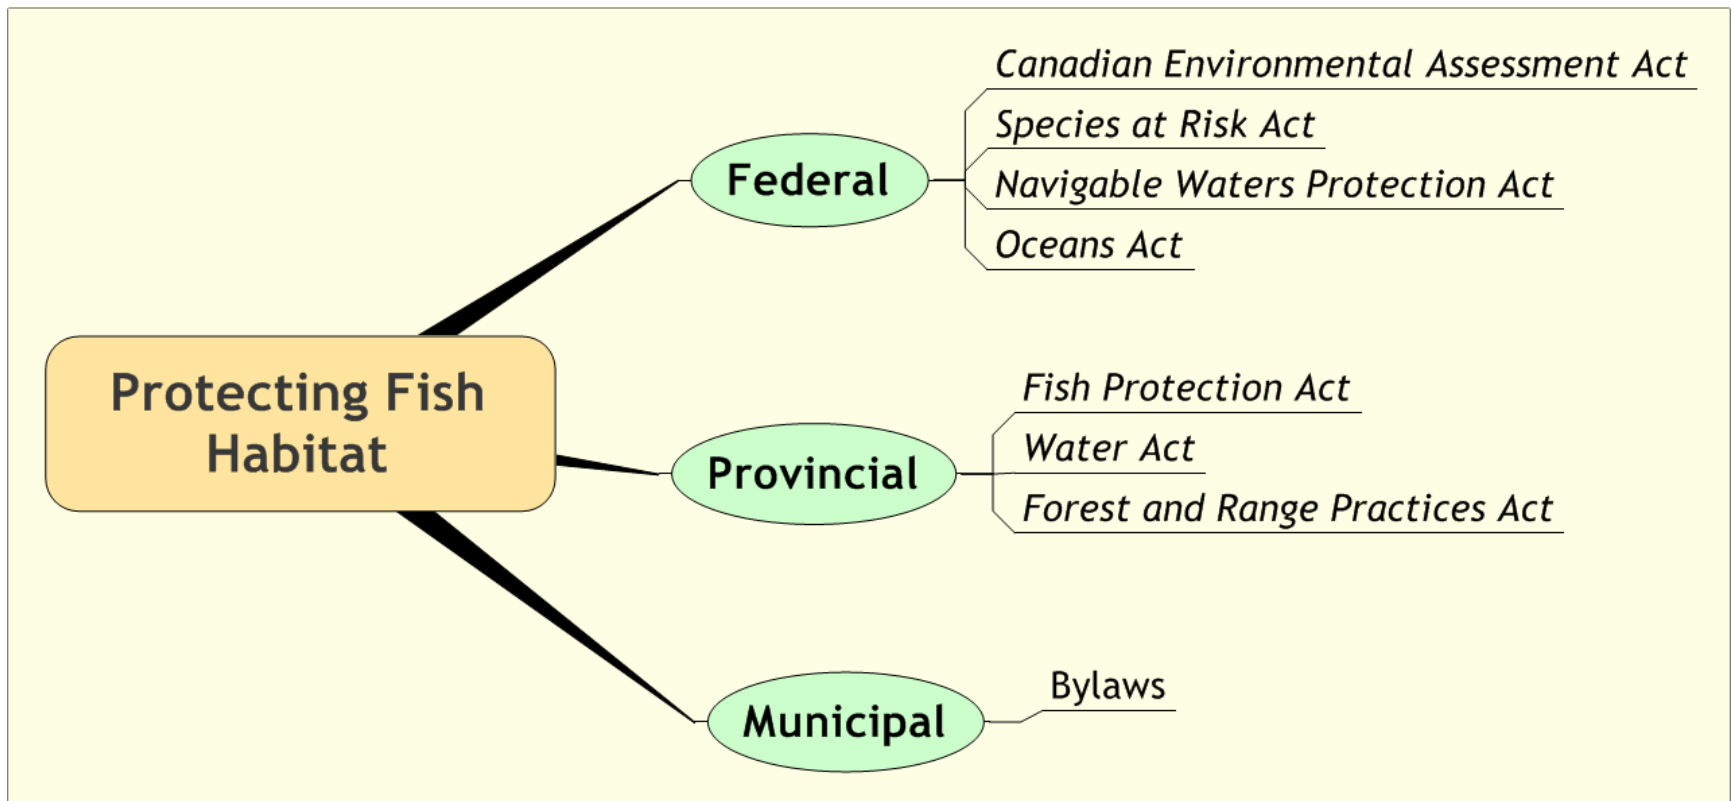 Protecting Fish
Habitat
Federal
Canadian Environmental Assessment Act
Species at Risk Act
Navigable Waters Protection Act
Oceans Act
Provincial
Fish Protection Act
Water Act
Forest and Range Practices Act
Municipal
Bylaws